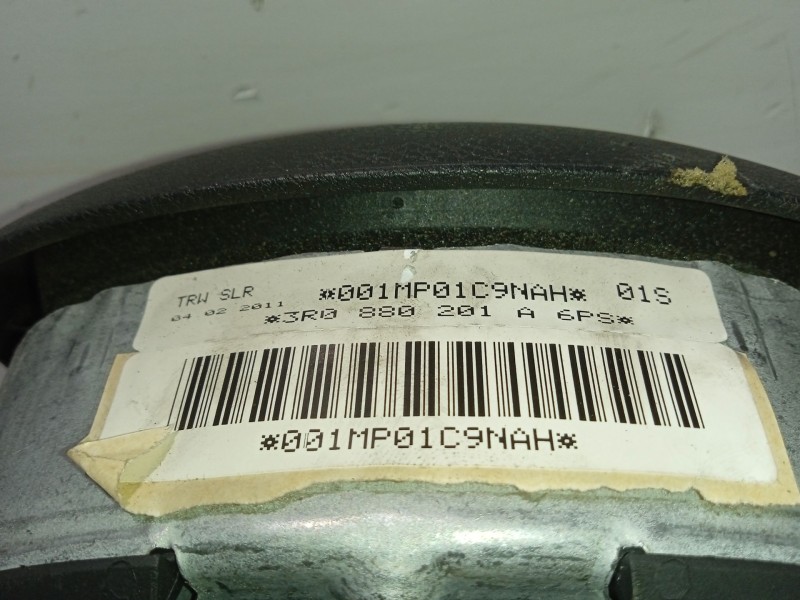 TRW SLR *001MP01C9NAH* 01S
04 02 2011 *3R0 880 201 A 6PS*
*001MP01C9NAH*